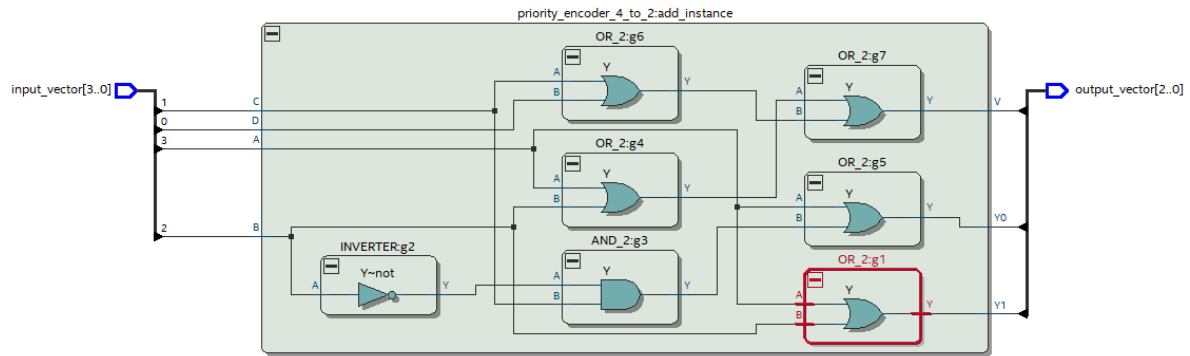 priority_encoder_4_to_2:add_instance
input_vector[3..0]
1
0
3
2
C
D
A
B
OR_2:g6
Y
A
B
Y
OR_2:g7
Y
A
B
Y
V
output_vector[2..0]
OR_2:g4
Y
A
B
Y
OR_2:g5
Y
A
B
Y
Y0
INVERTER:g2
Y~not
A
Y
AND_2:g3
Y
A
B
Y
OR_2:g1
Y
A
B
Y
Y1